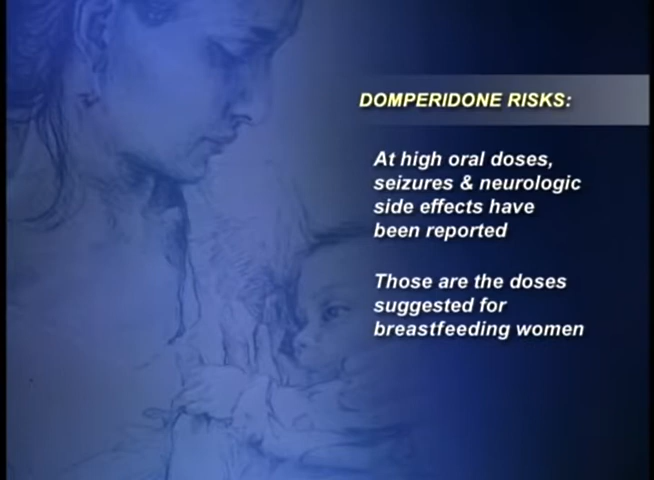 DOMPERIDONE RISKS:
At high oral doses,
seizures & neurologic
side effects have
been reported
Those are the doses
suggested for
breastfeeding women